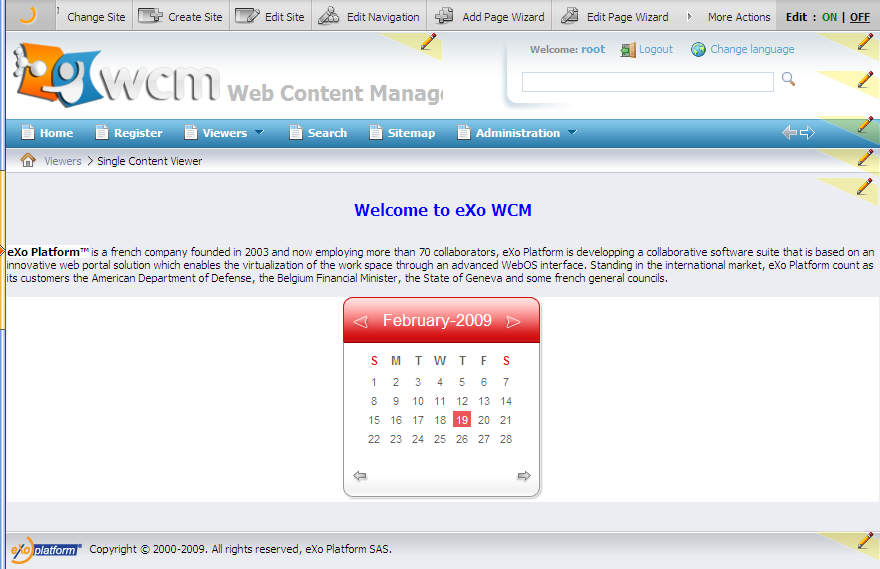 Change Site Create Site Edit Site Edit Navigation Add Page Wizard Edit Page Wizard More Actions Edit : ON | OFF
Welcome: root Logout Change language
wcm Web Content Manage
Home Register Viewers Search Sitemap Administration
Viewers > Single Content Viewer
Welcome to eXo WCM
eXo Platform™ is a french company founded in 2003 and now employing more than 70 collaborators, eXo Platform is developping a collaborative software suite that is based on an
innovative web portal solution which enables the virtualization of the work space through an advanced WebOS interface. Standing in the international market, eXo Platform count as
its customers the American Department of Defense, the Belgium Financial Minister, the State of Geneva and some french general councils.
February-2009
S M T W T F S
1 2 3 4 5 6 7
8 9 10 11 12 13 14
15 16 17 18 19 20 21
22 23 24 25 26 27 28
eXo platform Copyright © 2000-2009. All rights reserved, eXo Platform SAS.